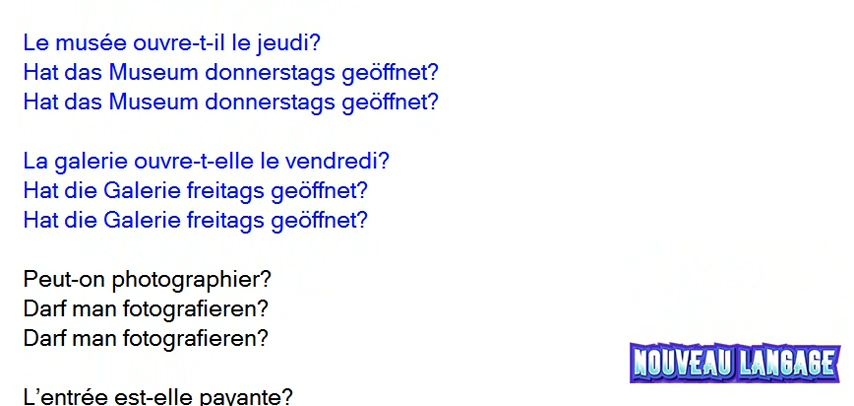 Le musée ouvre-t-il le jeudi?
Hat das Museum donnerstags geöffnet?
Hat das Museum donnerstags geöffnet?
La galerie ouvre-t-elle le vendredi?
Hat die Galerie freitags geöffnet?
Hat die Galerie freitags geöffnet?
Peut-on photographier?
Darf man fotografieren?
Darf man fotografieren?
NOUVEAU LANGAGE
L'entrée est-elle payante?